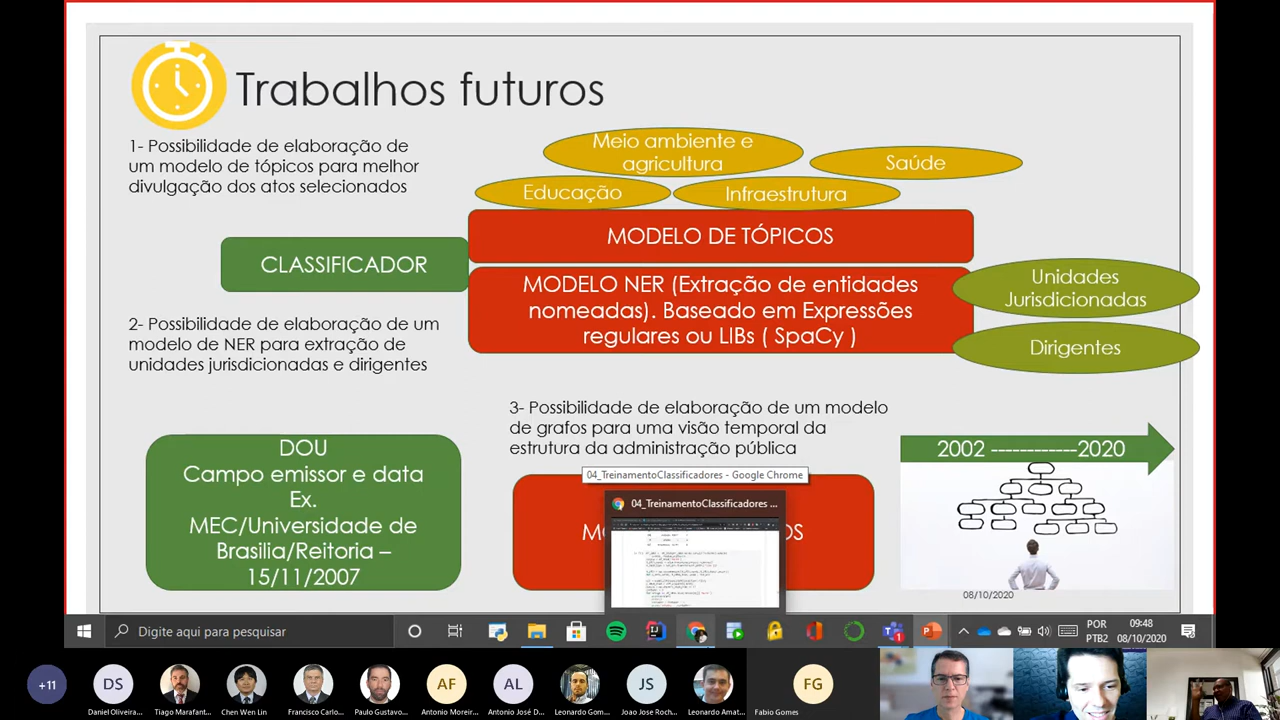 Trabalhos futuros
1- Possibilidade de elaboração de
um modelo de tópicos para melhor
divulgação dos atos selecionados
Meio ambiente e
agricultura
Saúde
Educação
Infraestrutura
MODELO DE TÓPICOS
CLASSIFICADOR
MODELO NER (Extração de entidades
nomeadas). Baseado em Expressões
regulares ou LIBs ( SpaCy )
Unidades
Jurisdicionadas
Dirigentes
2- Possibilidade de elaboração de um
modelo de NER para extração de
unidades jurisdicionadas e dirigentes
3- Possibilidade de elaboração de um modelo
de grafos para uma visão temporal da
estrutura da administração pública
2002 ------------2020
DOU
Campo emissor e data
Ex.
MEC/Universidade de
Brasilia/Reitoria –
15/11/2007
04_TreinamentoClassificadores - Google Chrome
04_TreinamentoClassificadores ...
08/10/2020
Digite aqui para pesquisar
POR
PTB2
09:48
08/10/2020
+11
DS
AF
AL
JS
FG
Daniel Oliveira...
Tiago Marafant...
Chen Wen Lin
Francisco Carlo...
Paulo Gustavo...
Antonio Moreir...
Antonio José D...
Leonardo Gom...
Joao Jose Roch...
Leonardo Amat...
Fabio Gomes